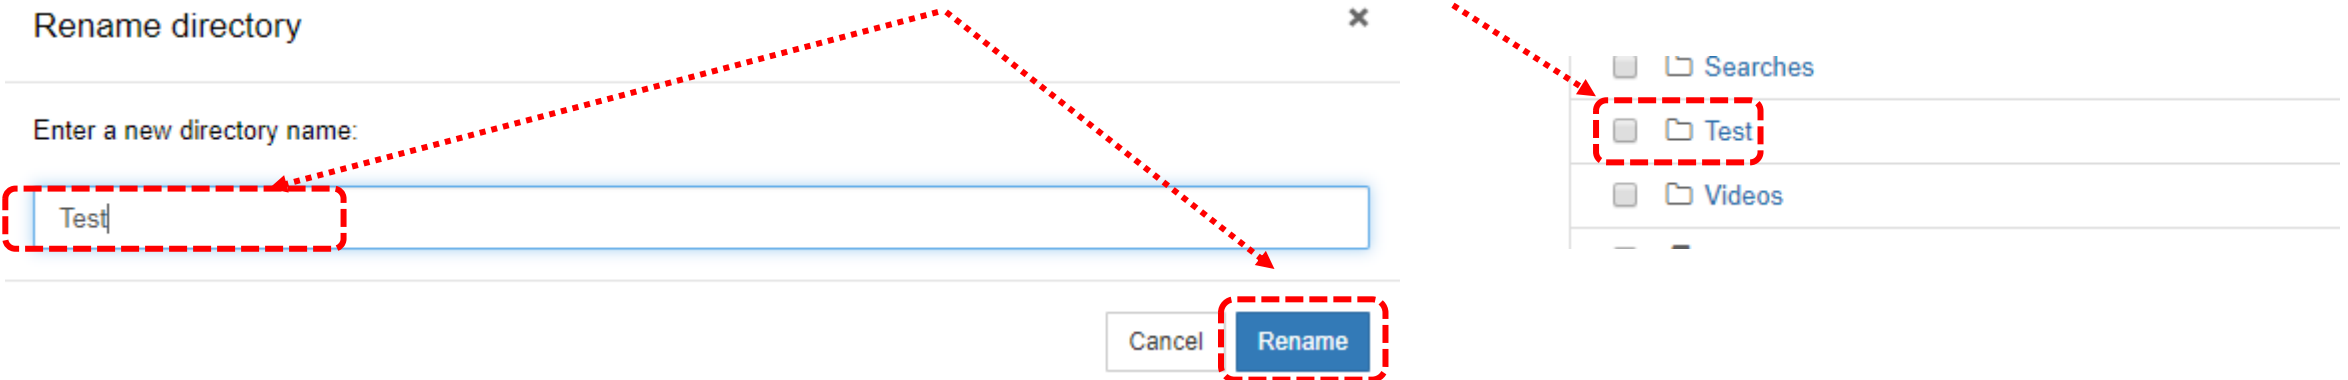 Rename directory
Enter a new directory name:
Test
Cancel
Rename
Searches
Test
Videos